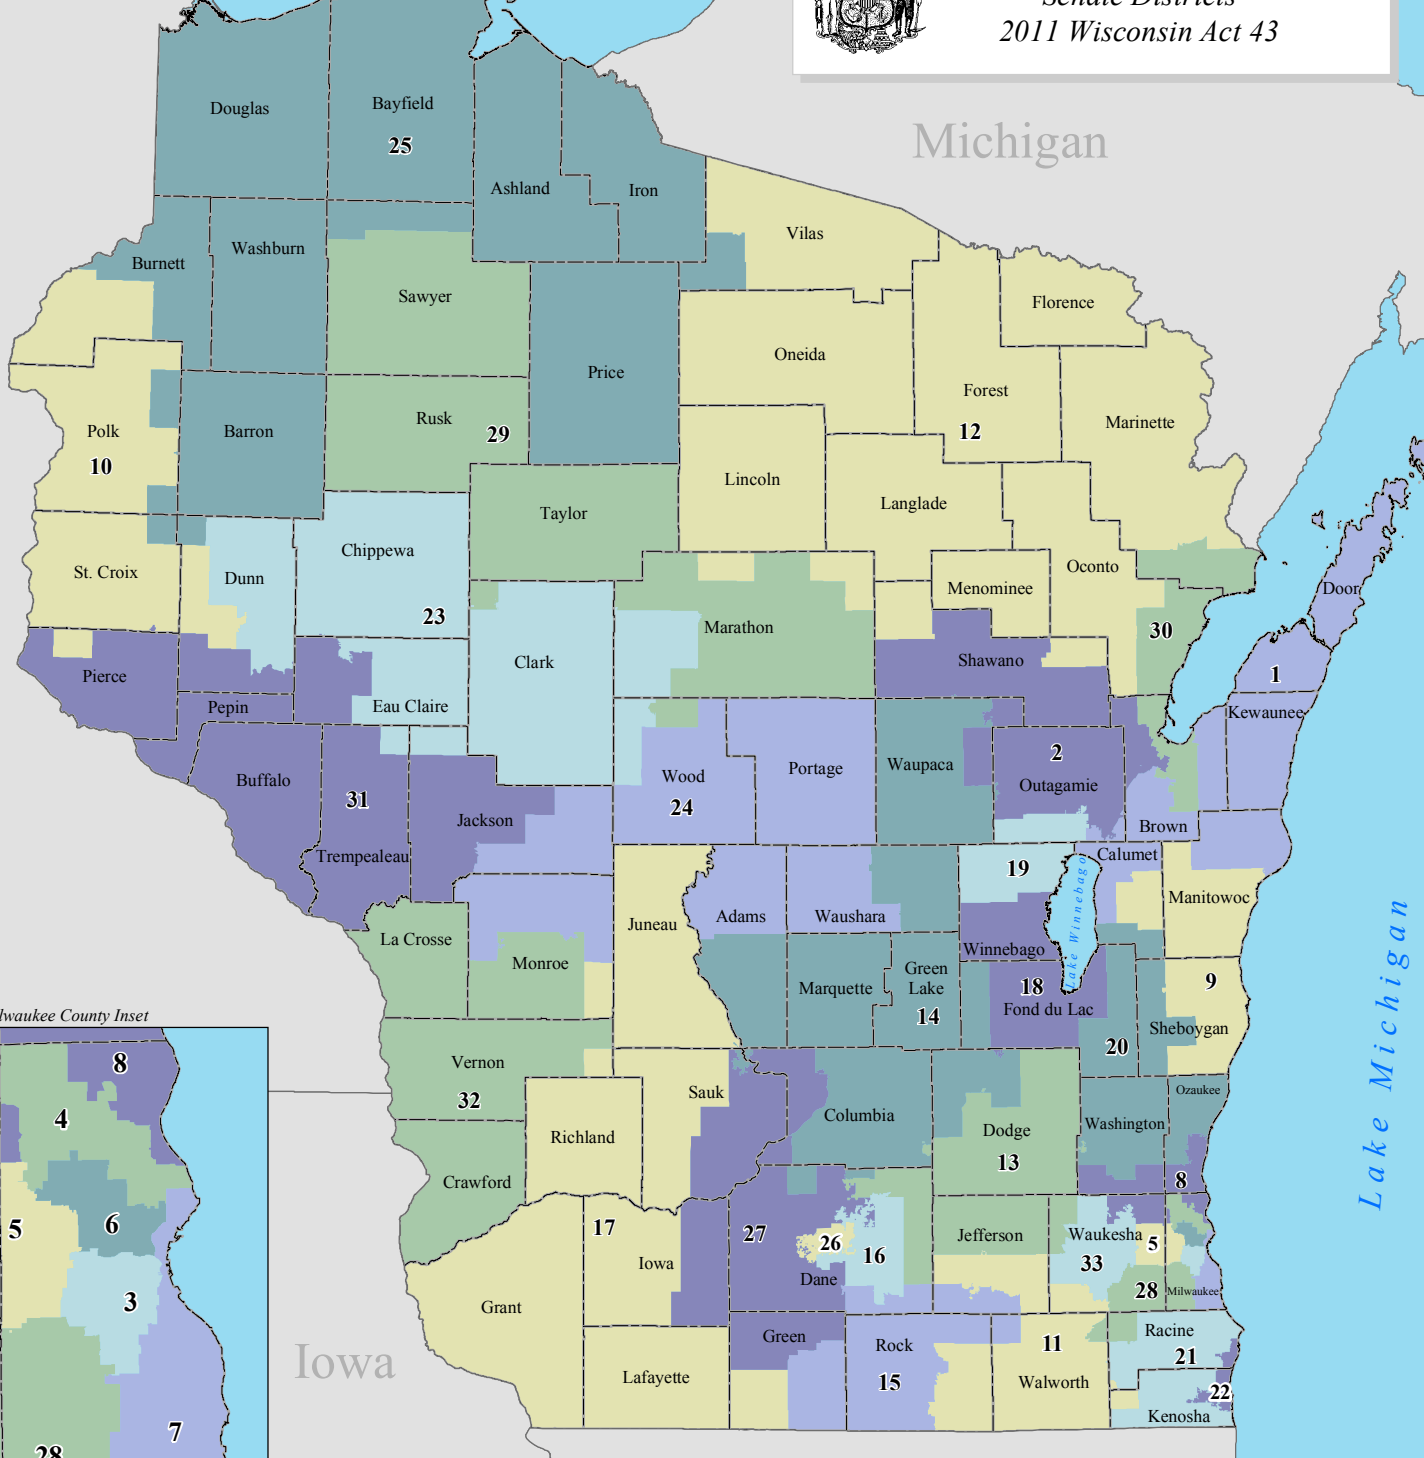 Senate Districts
2011 Wisconsin Act 43
Michigan
Douglas
Bayfield
25
Ashland
Iron
Vilas
Burnett
Washburn
Sawyer
Florence
Price
Oneida
Forest
12
Marinette
Polk
10
Barron
Rusk
29
Lincoln
Langlade
Taylor
Chippewa
23
St. Croix
Dunn
Oconto
Menominee
Door
Marathon
30
Clark
Shawano
1
Pierce
Pepin
Eau Claire
Kewaunee
2
Outagamie
Waupaca
Portage
Wood
24
Buffalo
31
Jackson
Trempealeau
Brown
Calumet
19
Manitowoc
Lake Winnebago
Juneau
Adams
Waushara
La Crosse
Winnebago
Monroe
Marquette
Green
Lake
14
18
Fond du Lac
9
Sheboygan
20
Lake Michigan
lwaukee County Inset
8
4
6
5
3
7
28
Vernon
32
Sauk
Columbia
Ozaukee
Washington
Dodge
13
Richland
Crawford
8
17
27
26
16
Jefferson
Waukesha
5
33
Iowa
Dane
28
Milwaukee
Grant
Iowa
Green
Rock
15
11
Walworth
Racine
21
Lafayette
22
Kenosha